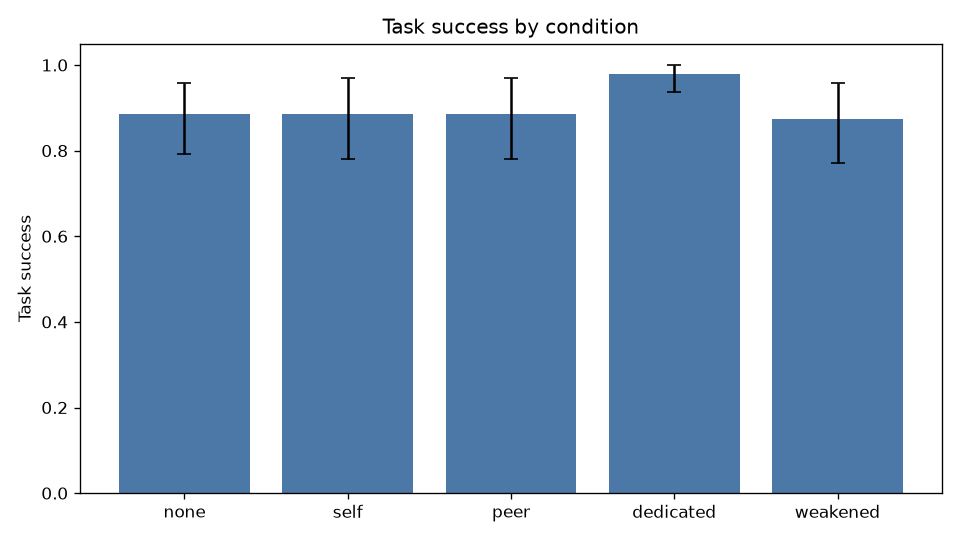 Task success by condition
Task success
1.0
0.8
0.6
0.4
0.2
0.0
none self peer dedicated weakened